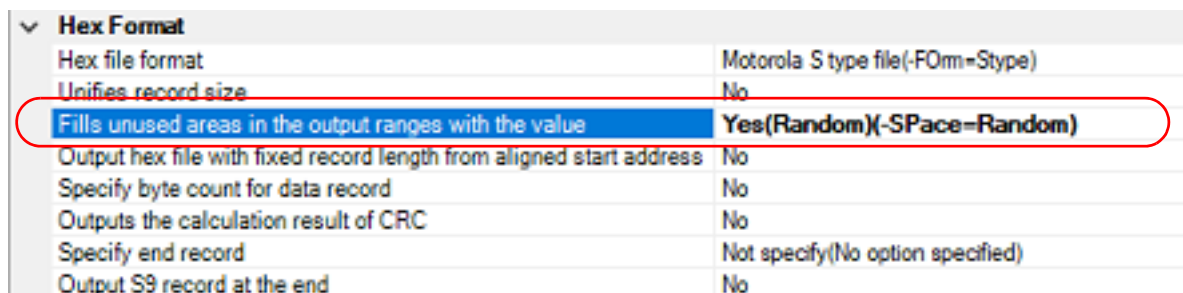 Hex Format
Hex file format Motorola S type file(-FOrm=Stype)
Unifies record size No
Fills unused areas in the output ranges with the value Yes(Random)(-SPace=Random)
Output hex file with fixed record length from aligned start address No
Specify byte count for data record No
Outputs the calculation result of CRC No
Specify end record Not specify(No option specified)
Output S9 record at the end No